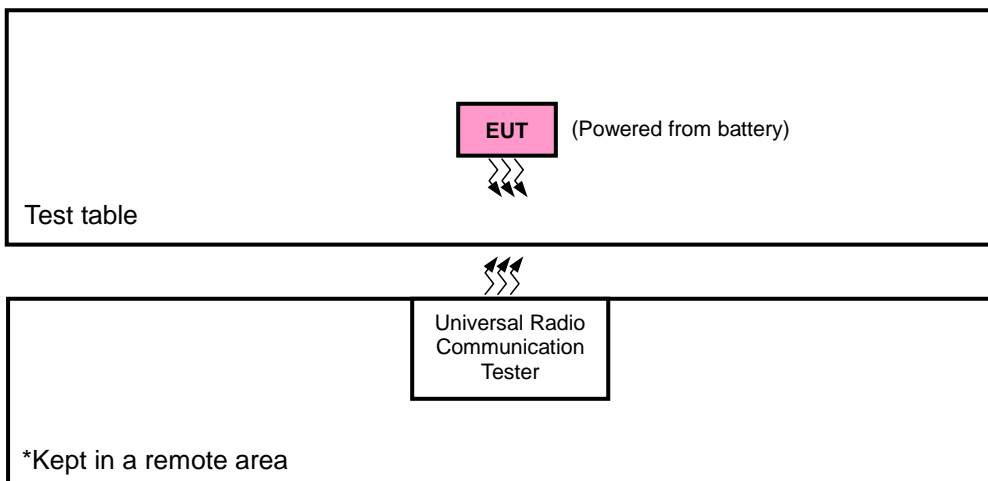 EUT
(Powered from battery)
Test table
Universal Radio
Communication
Tester
*Kept in a remote area